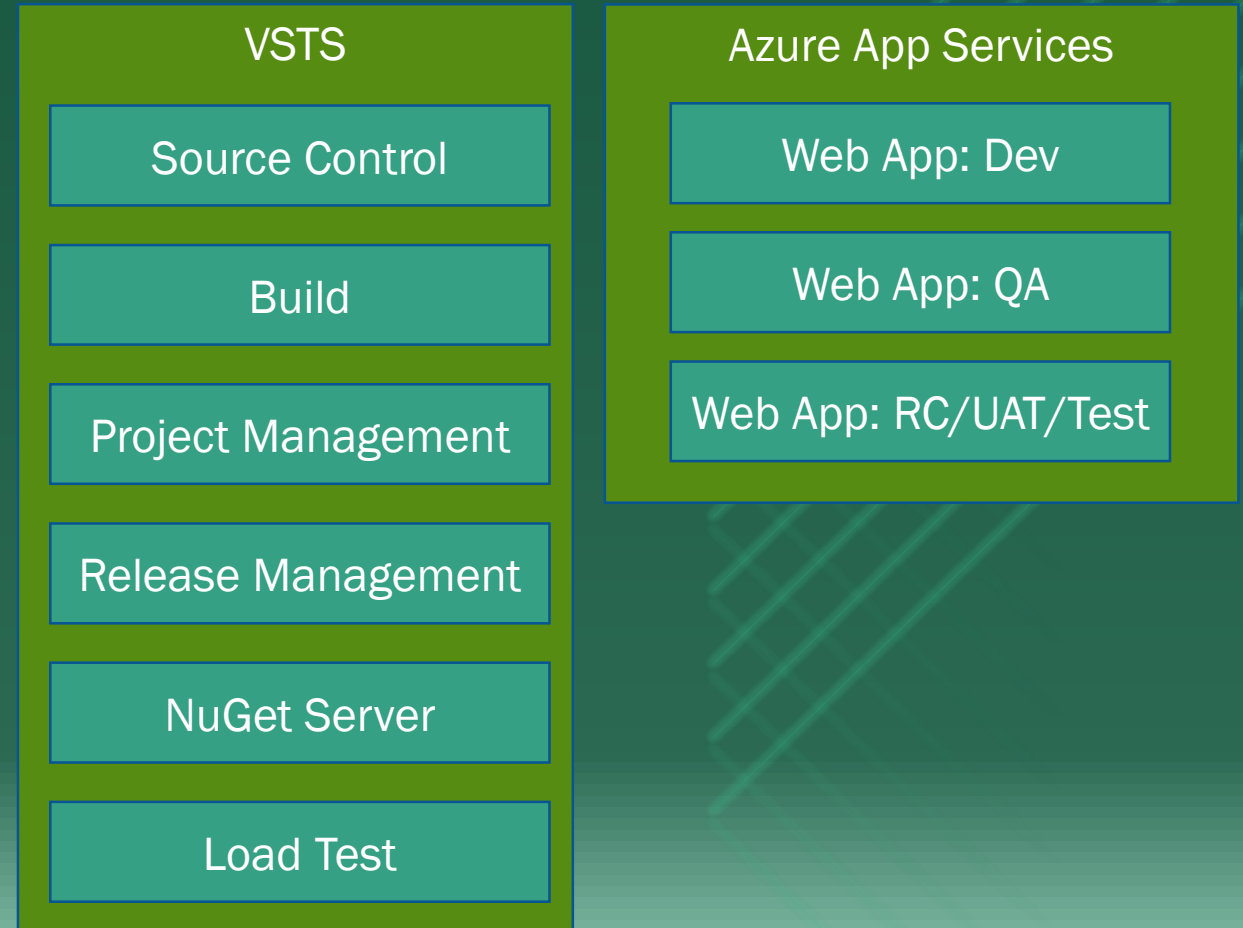 VSTS
Source Control
Build
Project Management
Release Management
NuGet Server
Load Test
Azure App Services
Web App: Dev
Web App: QA
Web App: RC/UAT/Test